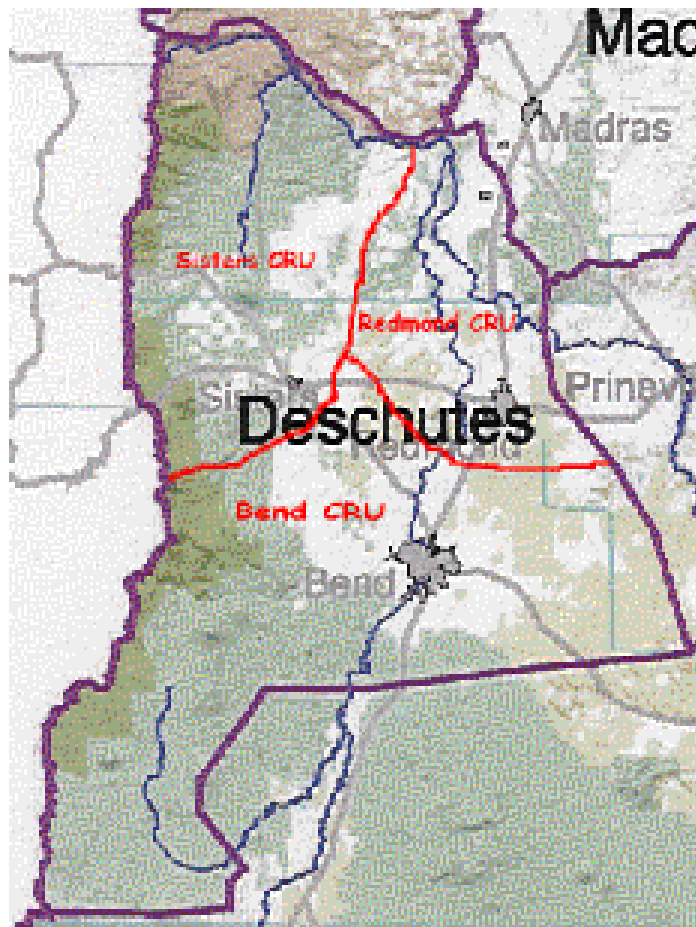 Mad
Madras
Sisters CRU
Redmond CRU
Sisters
Prinev
Deschutes
Redmond
Bend CRU
Bend